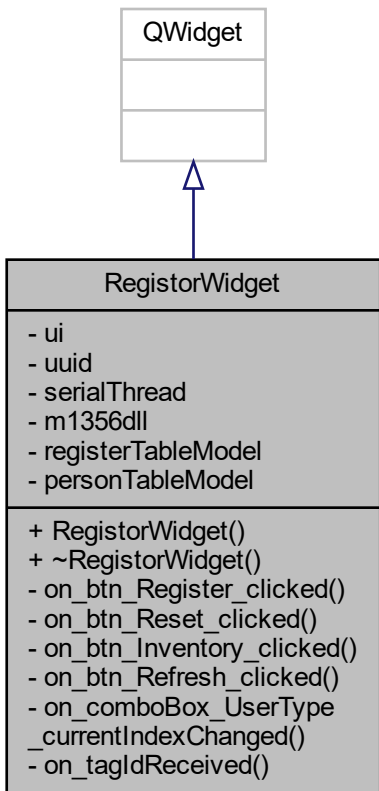 QWidget
RegistorWidget
- ui
- uuid
- serialThread
- m1356dll
- registerTableModel
- personTableModel
+ RegistorWidget()
+ ~RegistorWidget()
- on_btn_Register_clicked()
- on_btn_Reset_clicked()
- on_btn_Inventory_clicked()
- on_btn_Refresh_clicked()
- on_comboBox_UserType
_currentIndexChanged()
- on_tagIdReceived()